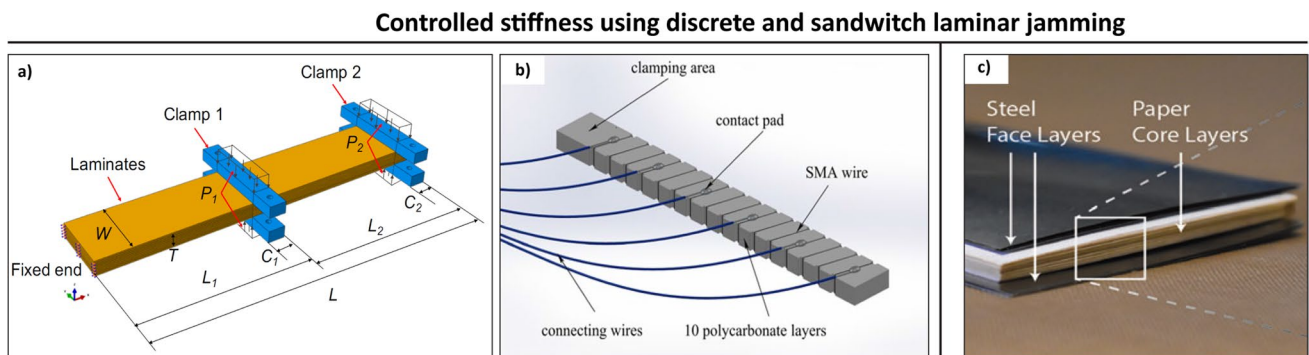 Controlled stiffness using discrete and sandwitch laminar jamming
a)
Clamp 2
Clamp 1
Laminates
P2
P1
W
T
C2
C1
L2
L1
L
Fixed end
b)
clamping area
contact pad
SMA wire
connecting wires
10 polycarbonate layers
c)
Steel
Face Layers
Paper
Core Layers